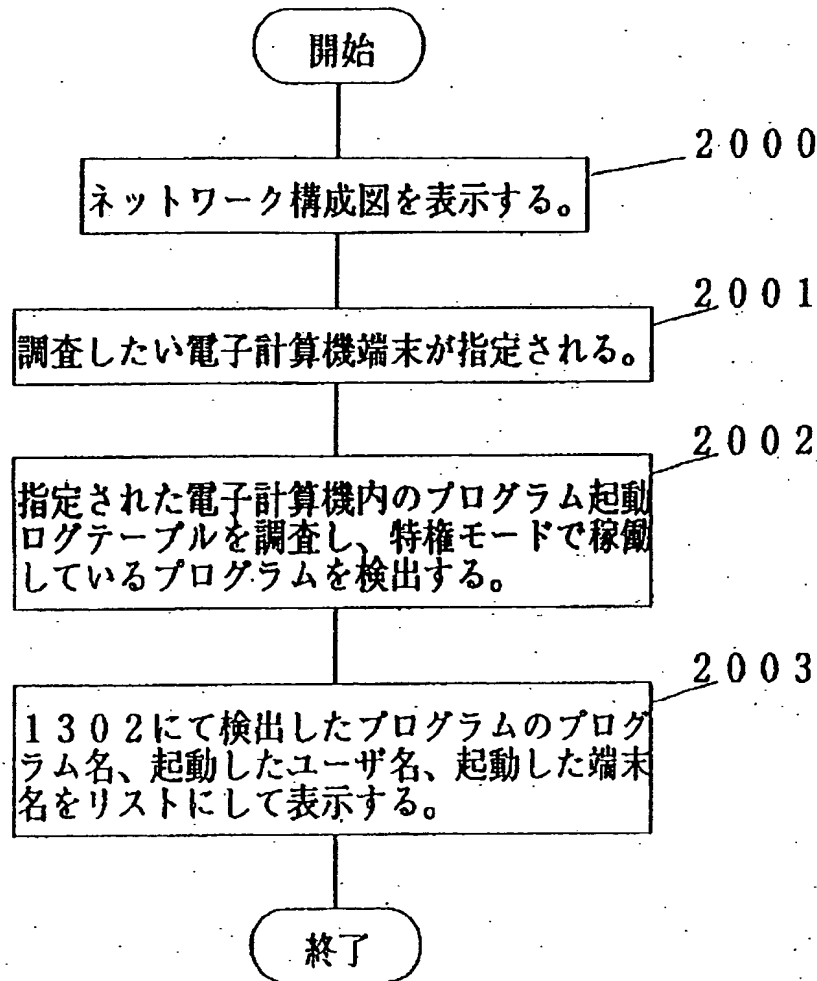 開始
2000
ネットワーク構成図を表示する。
2001
調査したい電子計算機端末が指定される。
2002
指定された電子計算機内のプログラム起動
ログテーブルを調査し、特権モードで稼働
しているプログラムを検出する。
2003
1302にて検出したプログラムのプログ
ラム名、起動したユーザ名、起動した端末
名をリストにして表示する。
終了